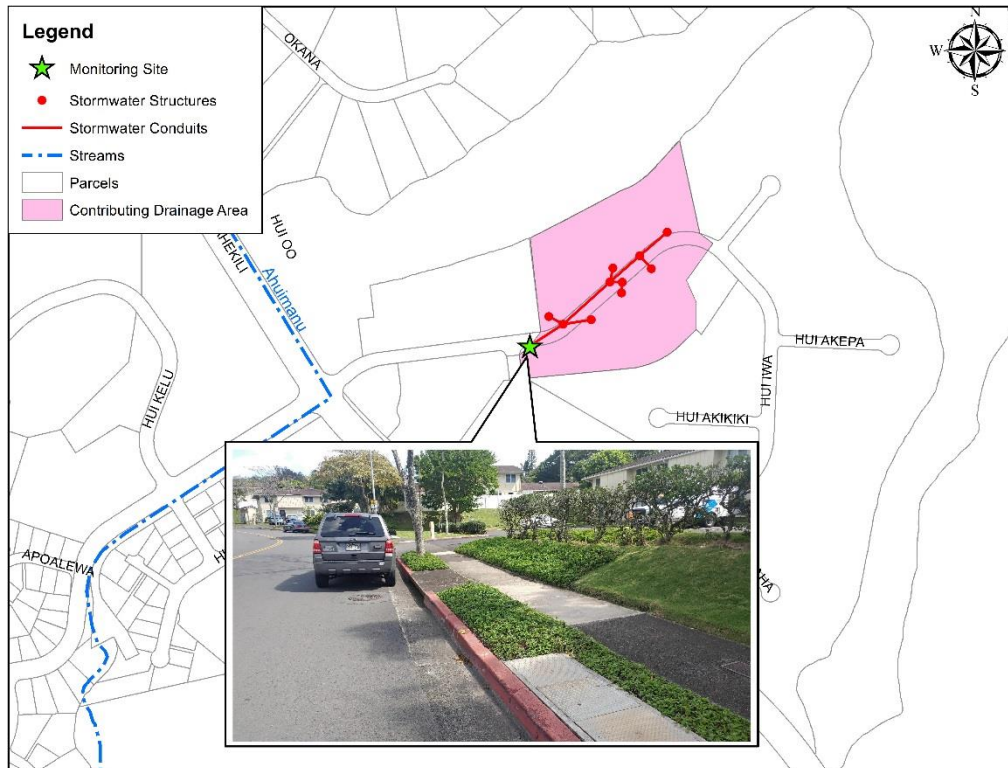 Legend
Monitoring Site
Stormwater Structures
Stormwater Conduits
Streams
Parcels
Contributing Drainage Area
N
W
S
OKANA
HUI OO
Ahuimanu
HUI KELU
HUI AKEPA
HUI IWA
HUI AKIKIKI
APOALEWA